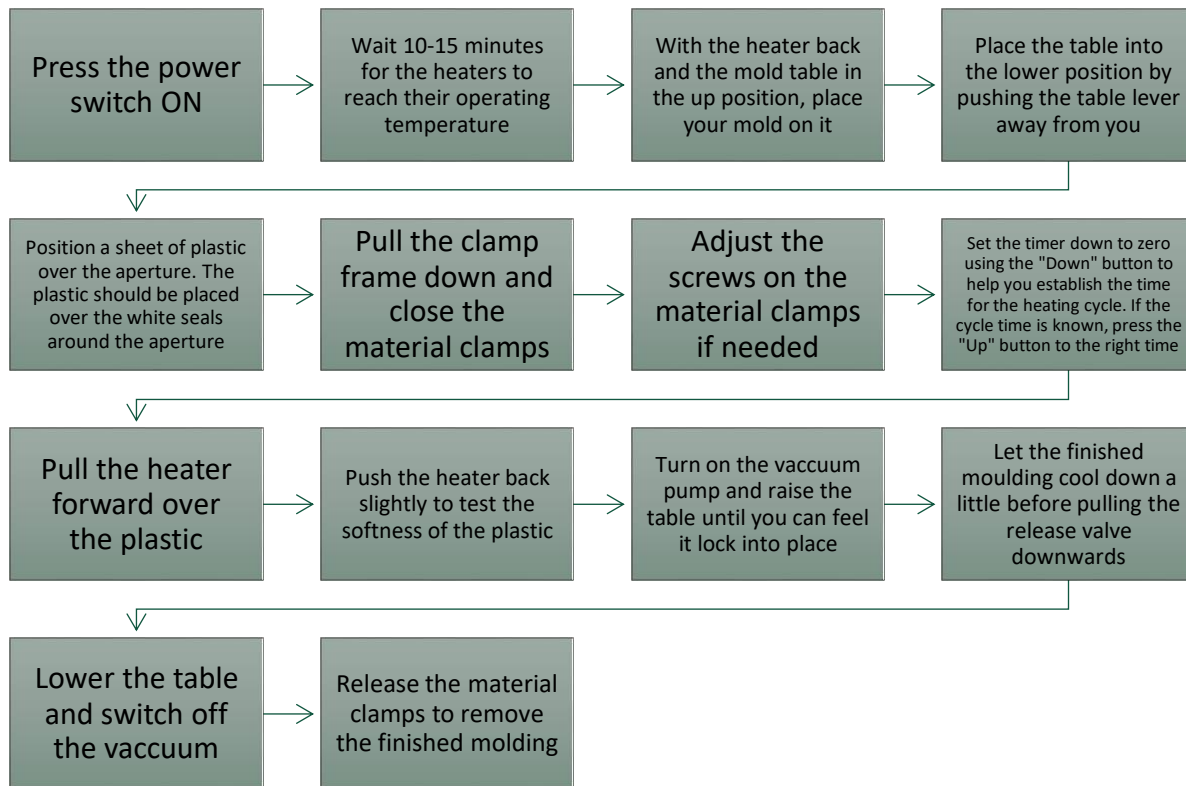 Press the power
switch ON
Wait 10-15 minutes
for the heaters to
reach their operating
temperature
With the heater back
and the mold table in
the up position, place
your mold on it
Place the table into
the lower position by
pushing the table lever
away from you
Position a sheet of plastic
over the aperture. The
plastic should be placed
over the white seals
around the aperture
Pull the clamp
frame down and
close the
material clamps
Adjust the
screws on the
material clamps
if needed
Set the timer down to zero
using the "Down" button to
help you establish the time
for the heating cycle. If the
cycle time is known, press the
"Up" button to the right time
Pull the heater
forward over
the plastic
Push the heater back
slightly to test the
softness of the plastic
Turn on the vaccuum
pump and raise the
table until you can feel
it lock into place
Let the finished
moulding cool down a
little before pulling the
release valve
downwards
Lower the table
and switch off
the vaccuum
Release the material
clamps to remove
the finished molding